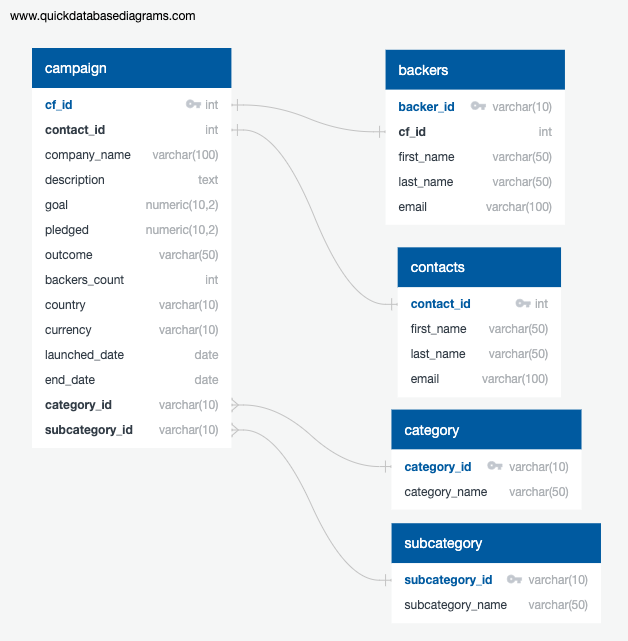 www.quickdatabasediagrams.com
campaign
cf_id int
contact_id int
company_name varchar(100)
description text
goal numeric(10,2)
pledged numeric(10,2)
outcome varchar(50)
backers_count int
country varchar(10)
currency varchar(10)
launched_date date
end_date date
category_id varchar(10)
subcategory_id varchar(10)
backers
backer_id varchar(10)
cf_id int
first_name varchar(50)
last_name varchar(50)
email varchar(100)
contacts
contact_id int
first_name varchar(50)
last_name varchar(50)
email varchar(100)
category
category_id varchar(10)
category_name varchar(50)
subcategory
subcategory_id varchar(10)
subcategory_name varchar(50)